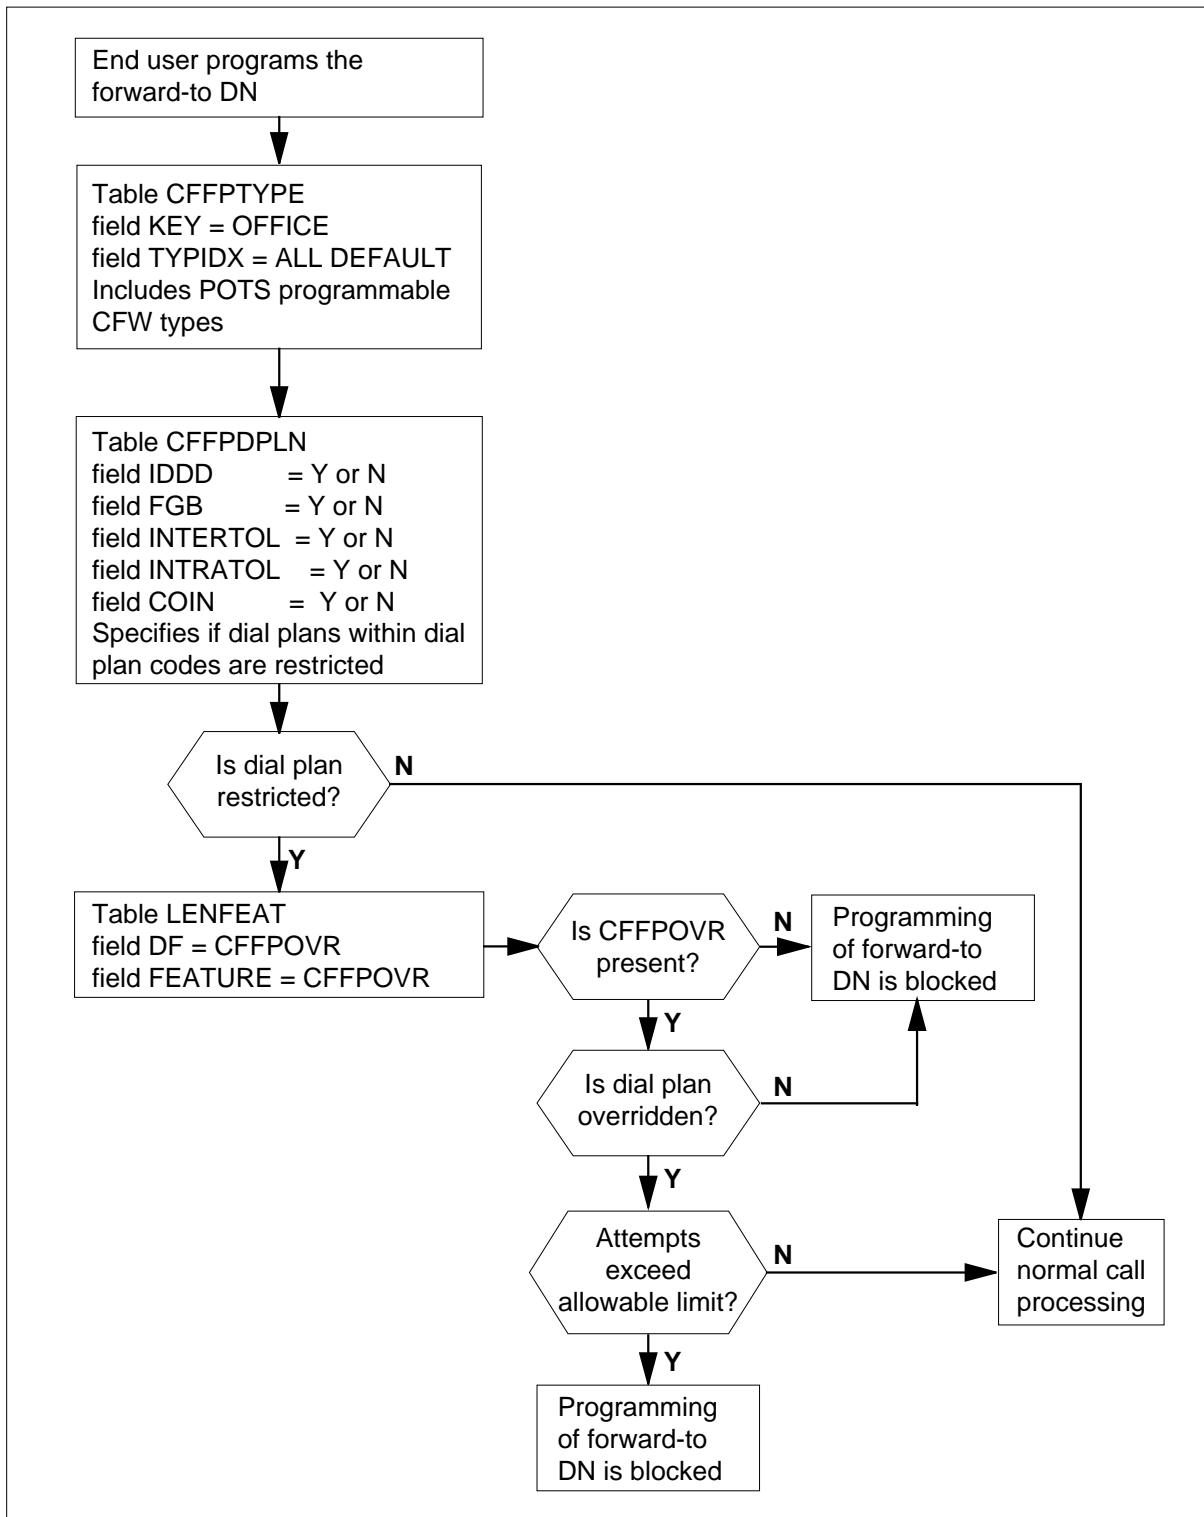 End user programs the
forward-to DN
Table CFFPTYPE
field KEY = OFFICE
field TYPIDX = ALL DEFAULT
Includes POTS programmable
CFW types
Table CFFPDPLN
field IDDD = Y or N
field FGB = Y or N
field INTERTOL = Y or N
field INTRATOL = Y or N
field COIN = Y or N
Specifies if dial plans within dial
plan codes are restricted
Is dial plan
restricted?
N
Y
Table LENFEAT
field DF = CFFPOVR
field FEATURE = CFFPOVR
Is CFFPOVR
present?
N
Programming
of forward-to
DN is blocked
Y
Is dial plan
overridden?
N
Y
Attempts
exceed
allowable limit?
N
Continue
normal call
processing
Y
Programming
of forward-to
DN is blocked